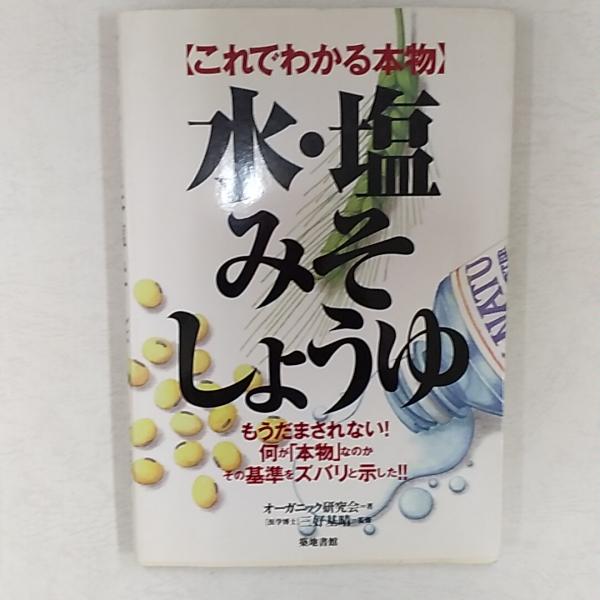 【これでわかる本物】
水・塩
みそ
しょうゆ
NATU
もうだまされない!
何が「本物」なのか
その基準をズバリと示した!!
オーガニック研究会=著
[医学博士]三好基晴=監修
築地書館